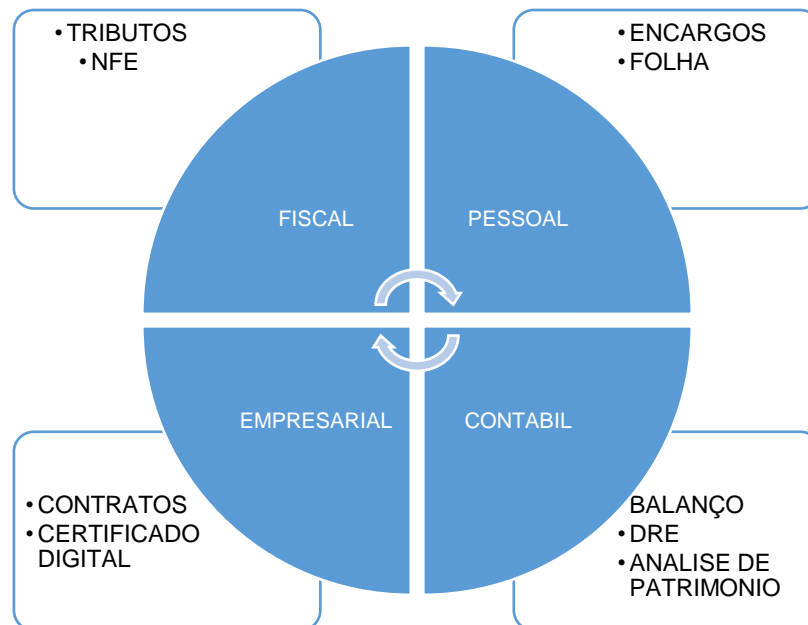 • TRIBUTOS
• NFE
• ENCARGOS
• FOLHA
FISCAL
PESSOAL
EMPRESARIAL
CONTABIL
• CONTRATOS
• CERTIFICADO
DIGITAL
BALANÇO
• DRE
• ANALISE DE
PATRIMONIO